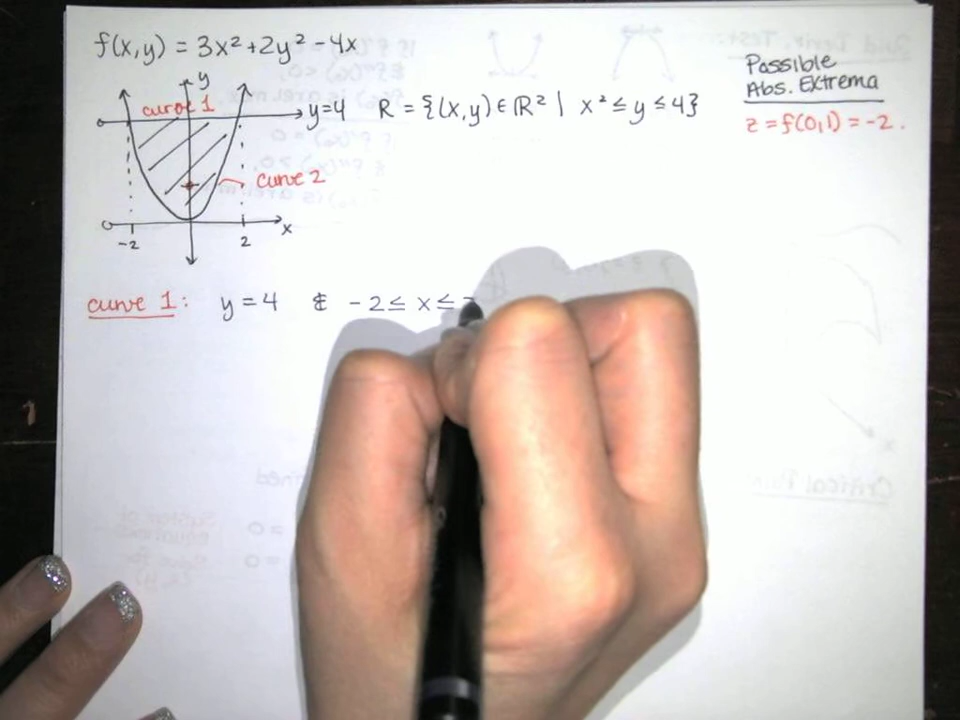 f(x,y) = 3x² + 2y² - 4x
Possible
Abs. Extrema
z = f(0,1) = -2.
y
curve 1
y=4
R = {(x,y) ∈ ℝ² | x² ≤ y ≤ 4}
curve 2
x
-2
2
curve 1: y = 4 & -2 ≤ x ≤